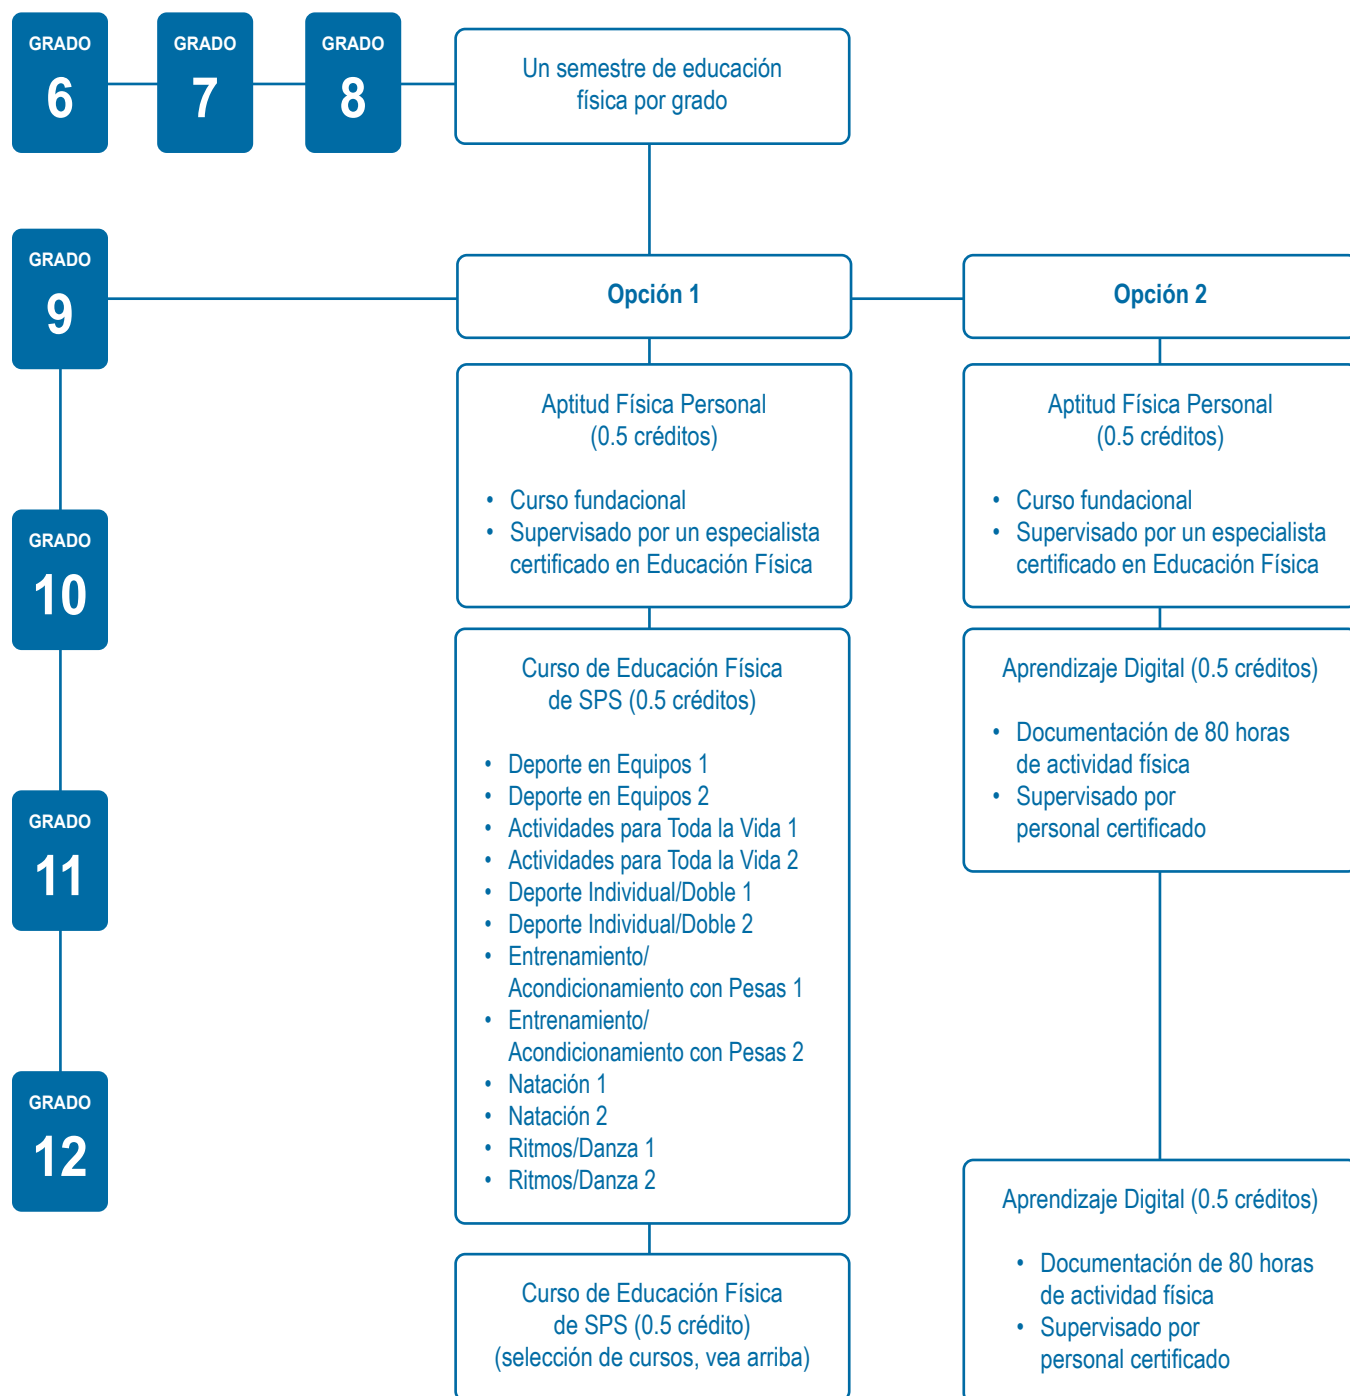 GRADO
6
GRADO
7
GRADO
8
Un semestre de educación
física por grado
GRADO
9
Opción 1
Opción 2
Aptitud Física Personal
(0.5 créditos)
• Curso fundacional
• Supervisado por un especialista
certificado en Educación Física
Aptitud Física Personal
(0.5 créditos)
• Curso fundacional
• Supervisado por un especialista
certificado en Educación Física
GRADO
10
Curso de Educación Física
de SPS (0.5 créditos)
• Deporte en Equipos 1
• Deporte en Equipos 2
• Actividades para Toda la Vida 1
• Actividades para Toda la Vida 2
• Deporte Individual/Doble 1
• Deporte Individual/Doble 2
• Entrenamiento/
Acondicionamiento con Pesas 1
• Entrenamiento/
Acondicionamiento con Pesas 2
• Natación 1
• Natación 2
• Ritmos/Danza 1
• Ritmos/Danza 2
Aprendizaje Digital (0.5 créditos)
• Documentación de 80 horas
de actividad física
• Supervisado por
personal certificado
GRADO
11
GRADO
12
Curso de Educación Física
de SPS (0.5 crédito)
(selección de cursos, vea arriba)
Aprendizaje Digital (0.5 créditos)
• Documentación de 80 horas
de actividad física
• Supervisado por
personal certificado